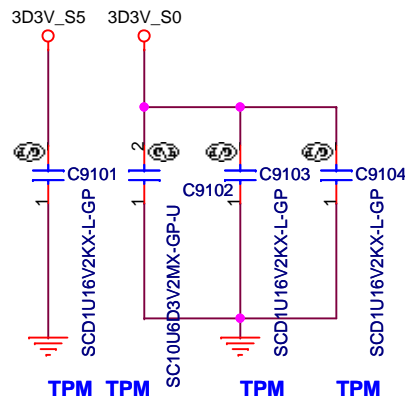 3D3V_S5 3D3V_S0
2
C9101
C9102
C9103
C9104
1
1
1
1
SCD1U16V2KX-L-GP
SC10U6D3V2MX-GP-U
SCD1U16V2KX-L-GP
SCD1U16V2KX-L-GP
TPM TPM TPM TPM